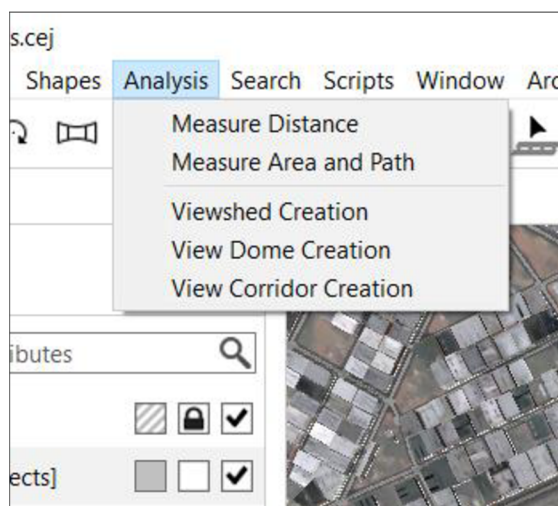 s.cej
Shapes Analysis Search Scripts Window Arc
Measure Distance
Measure Area and Path
Viewshed Creation
View Dome Creation
View Corridor Creation
ibutes
ects]